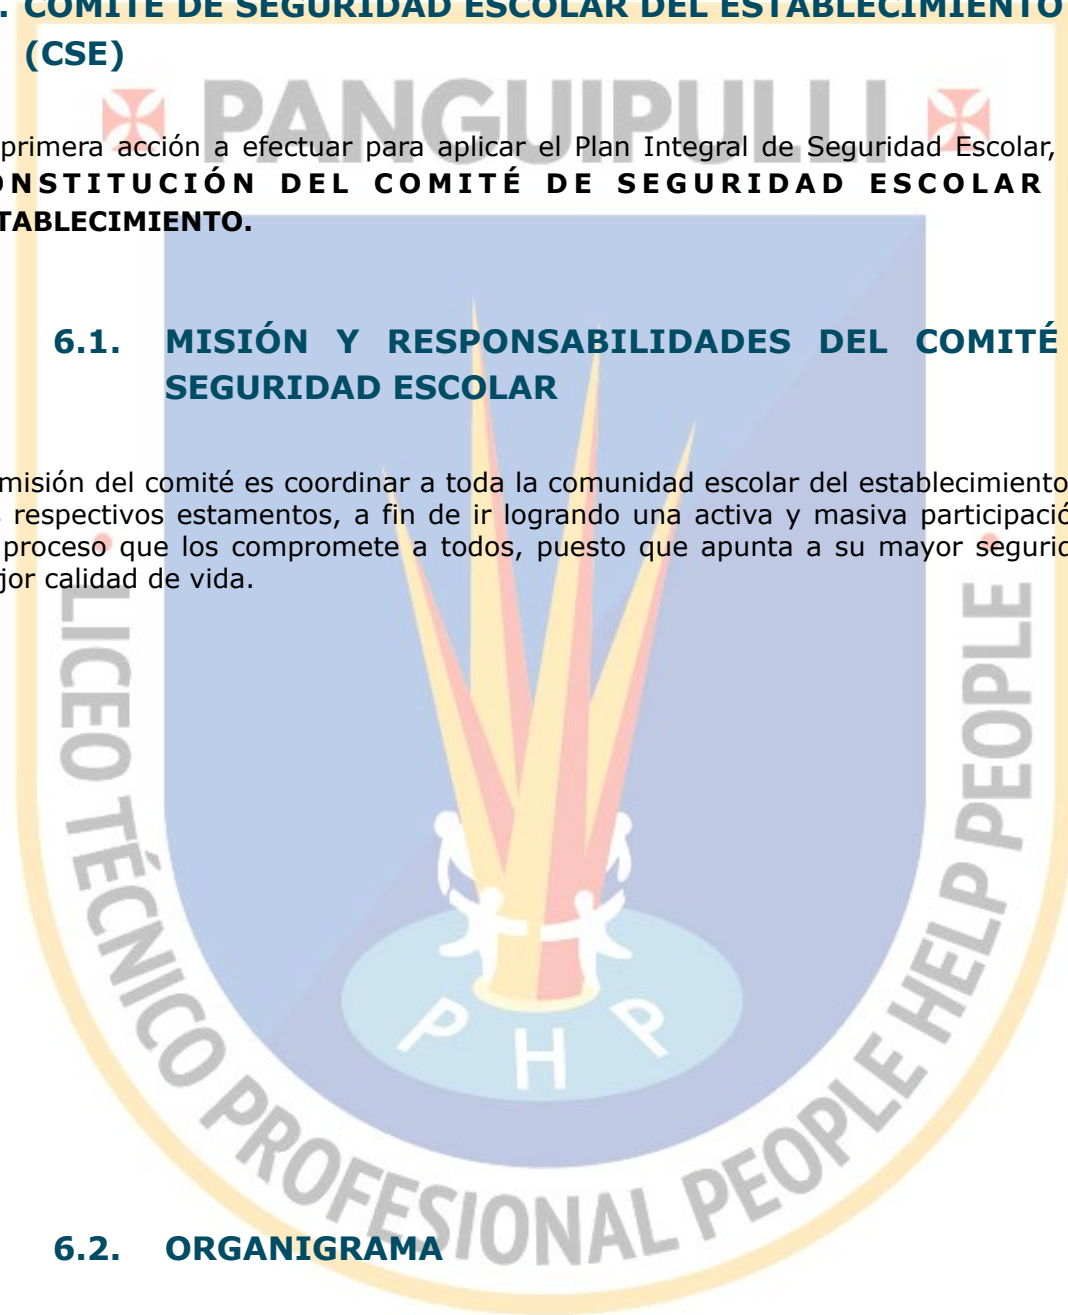 . COMITÉ DE SEGURIDAD ESCOLAR DEL ESTABLECIMIENTO
(CSE)
PANGUIPULLI
primera acción a efectuar para aplicar el Plan Integral de Seguridad Escolar,
ONSTITUCIÓN DEL COMITÉ DE SEGURIDAD ESCOLAR
TABLECIMIENTO.
6.1. MISIÓN Y RESPONSABILIDADES DEL COMITÉ
SEGURIDAD ESCOLAR
misión del comité es coordinar a toda la comunidad escolar del establecimiento
respectivos estamentos, a fin de ir logrando una activa y masiva participació
proceso que los compromete a todos, puesto que apunta a su mayor segurid
jor calidad de vida.
LICEO TÉCNICO PROFESIONAL PEOPLE HELP PEOPLE
PHP
6.2. ORGANIGRAMA